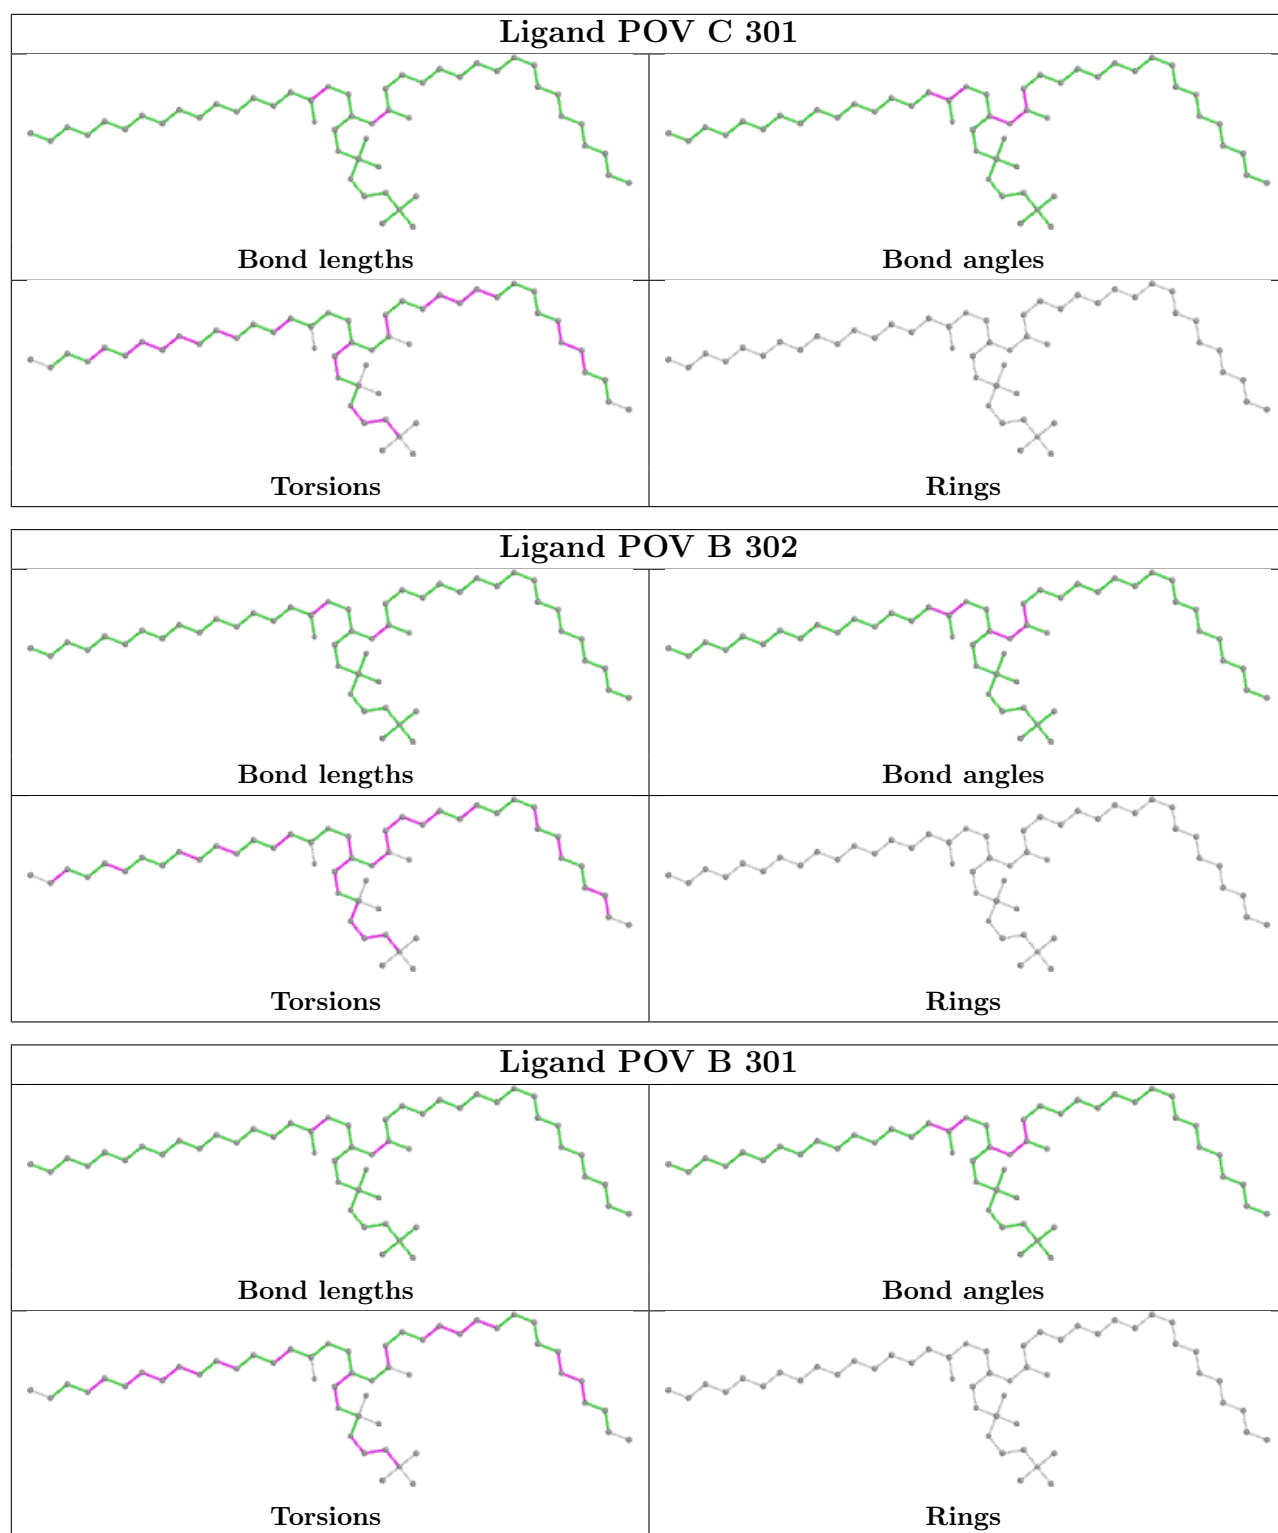 Ligand POV C 301
Bond lengths
Bond angles
Torsions
Rings
Ligand POV B 302
Bond lengths
Bond angles
Torsions
Rings
Ligand POV B 301
Bond lengths
Bond angles
Torsions
Rings